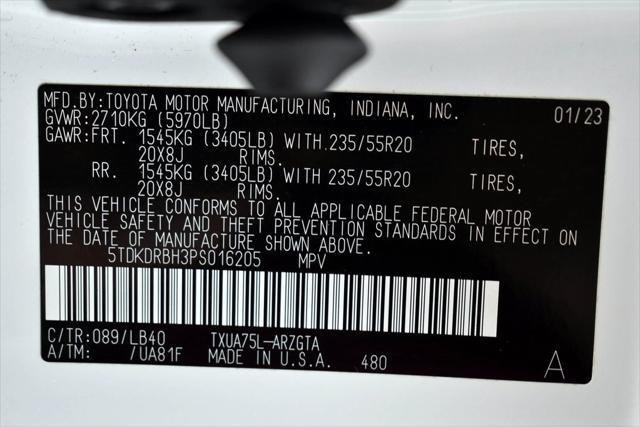 MFD.BY:TOYOTA MOTOR MANUFACTURING, INDIANA, INC. 01/23
GVWR:2710KG (5970LB)
GAWR:FRT. 1545KG (3405LB) WITH 235/55R20 TIRES,
20X8J RIMS.
RR. 1545KG (3405LB) WITH 235/55R20 TIRES,
20X8J RIMS.
THIS VEHICLE CONFORMS TO ALL APPLICABLE FEDERAL MOTOR
VEHICLE SAFETY AND THEFT PREVENTION STANDARDS IN EFFECT ON
THE DATE OF MANUFACTURE SHOWN ABOVE.
5TDKDRBH3PS016205 MPV
C/TR:089/LB40 TXUA75L-ARZGTA
A/TM: /UA81F MADE IN U.S.A. 480 A